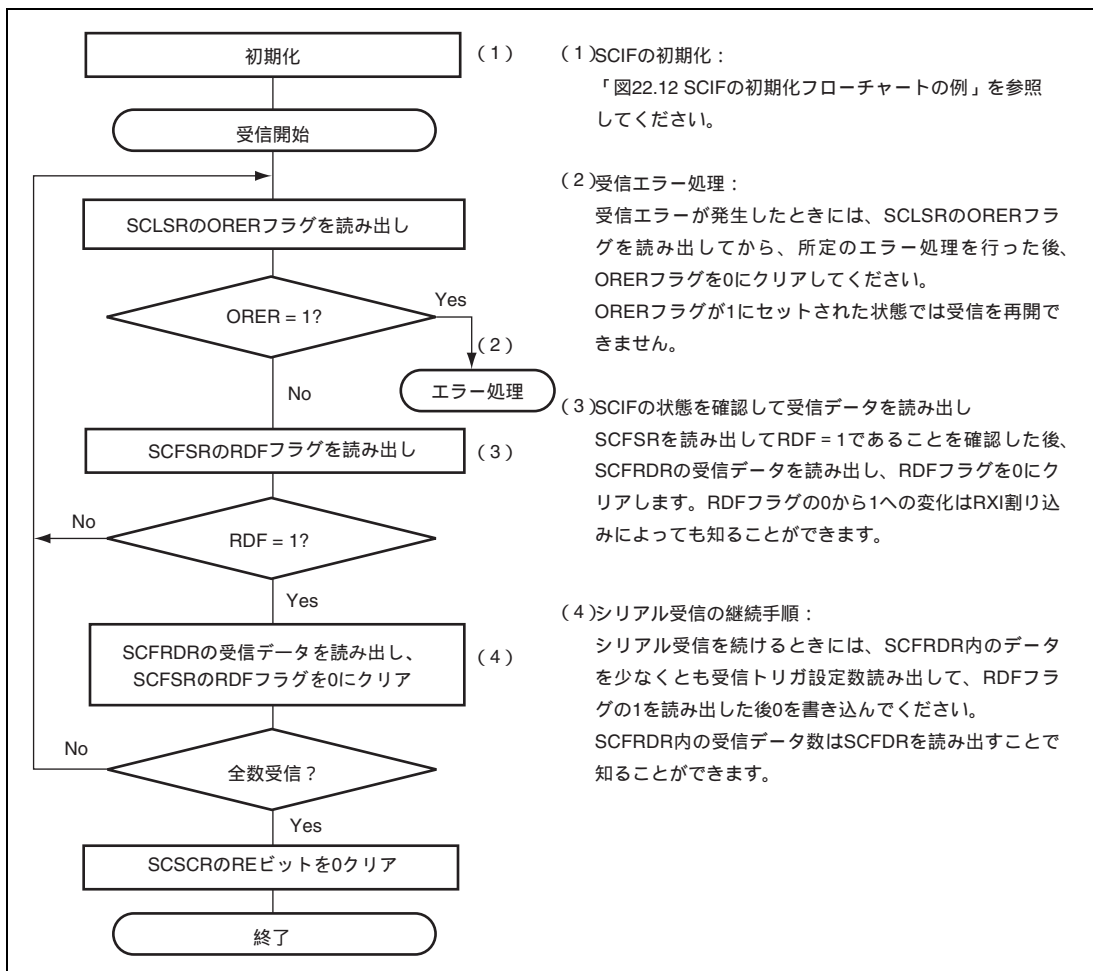 初期化
(1)
受信開始
SCLSRのORERフラグを読み出し
ORER = 1?
Yes
(2)
エラー処理
No
SCFSRのRDFフラグを読み出し
(3)
No
RDF = 1?
Yes
SCFRDRの受信データを読み出し、
SCFSRのRDFフラグを0にクリア
(4)
No
全数受信？
Yes
SCSCRのREビットを0クリア
終了
(1)SCIFの初期化：
「図22.12 SCIFの初期化フローチャートの例」を参照
してください。
(2)受信エラー処理：
受信エラーが発生したときには、SCLSRのORERフラ
グを読み出してから、所定のエラー処理を行った後、
ORERフラグを0にクリアしてください。
ORERフラグが1にセットされた状態では受信を再開で
きません。
(3)SCIFの状態を確認して受信データを読み出し
SCFSRを読み出してRDF = 1であることを確認した後、
SCFRDRの受信データを読み出し、RDFフラグを0にク
リアします。RDFフラグの0から1への変化はRXI割り込
みによっても知ることができます。
(4)シリアル受信の継続手順：
シリアル受信を続けるときには、SCFRDR内のデータ
を少なくとも受信トリガ設定数読み出して、RDFフラ
グの1を読み出した後0を書き込んでください。
SCFRDR内の受信データ数はSCFDRを読み出すことで
知ることができます。